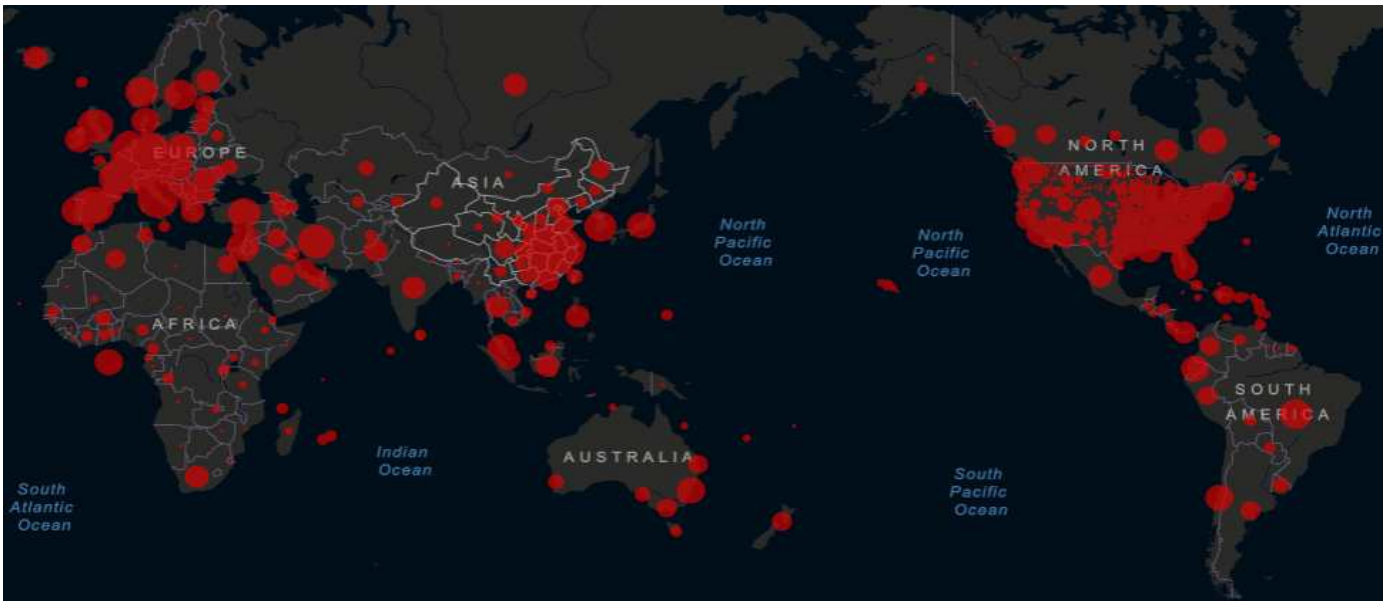 EUROPE
ASIA
NORTH
AMERICA
North
Pacific
Ocean
North
Pacific
Ocean
North
Atlantic
Ocean
AFRICA
SOUTH
AMERICA
Indian
Ocean
AUSTRALIA
South
Atlantic
Ocean
South
Pacific
Ocean